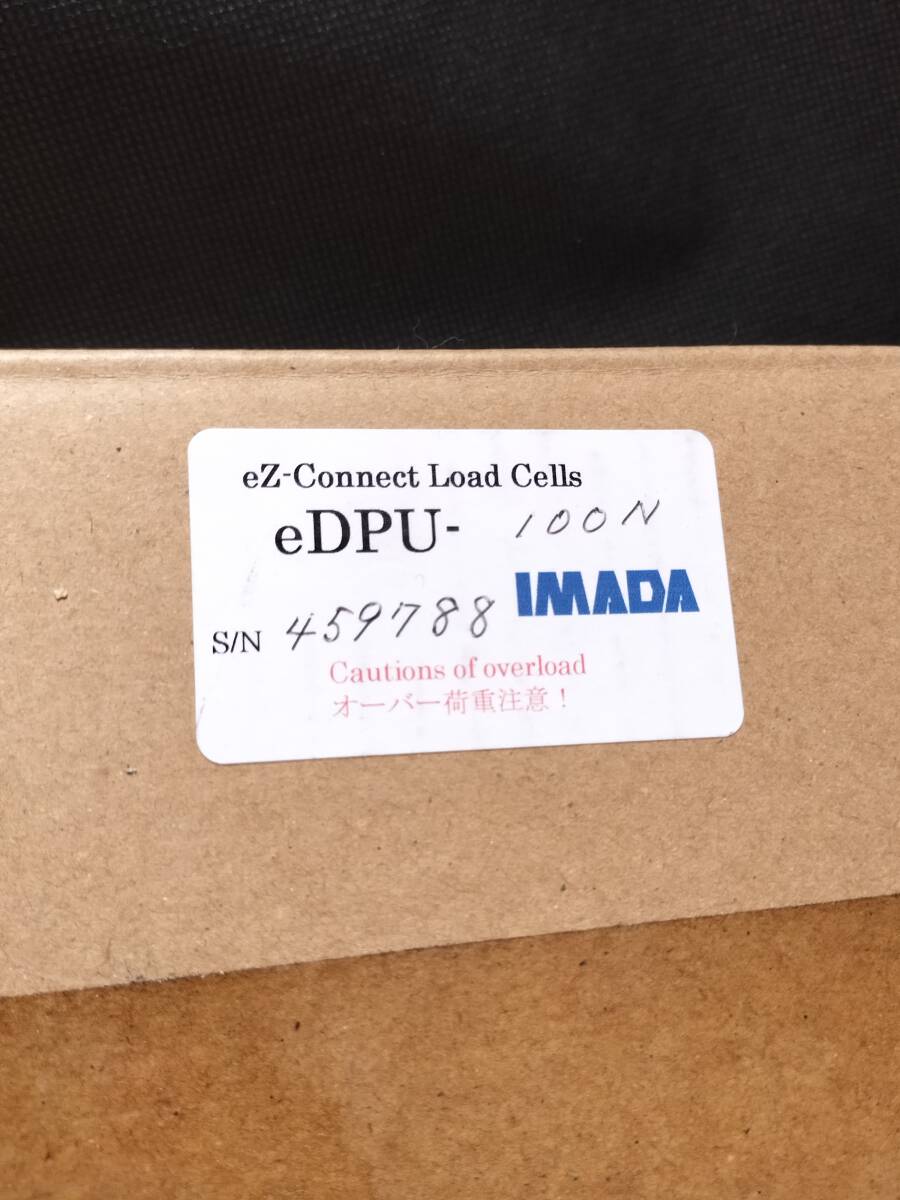 eZ-Connect Load Cells
eDPU- 100N
IMADA
S/N 459788
Cautions of overload
オーバー荷重注意！